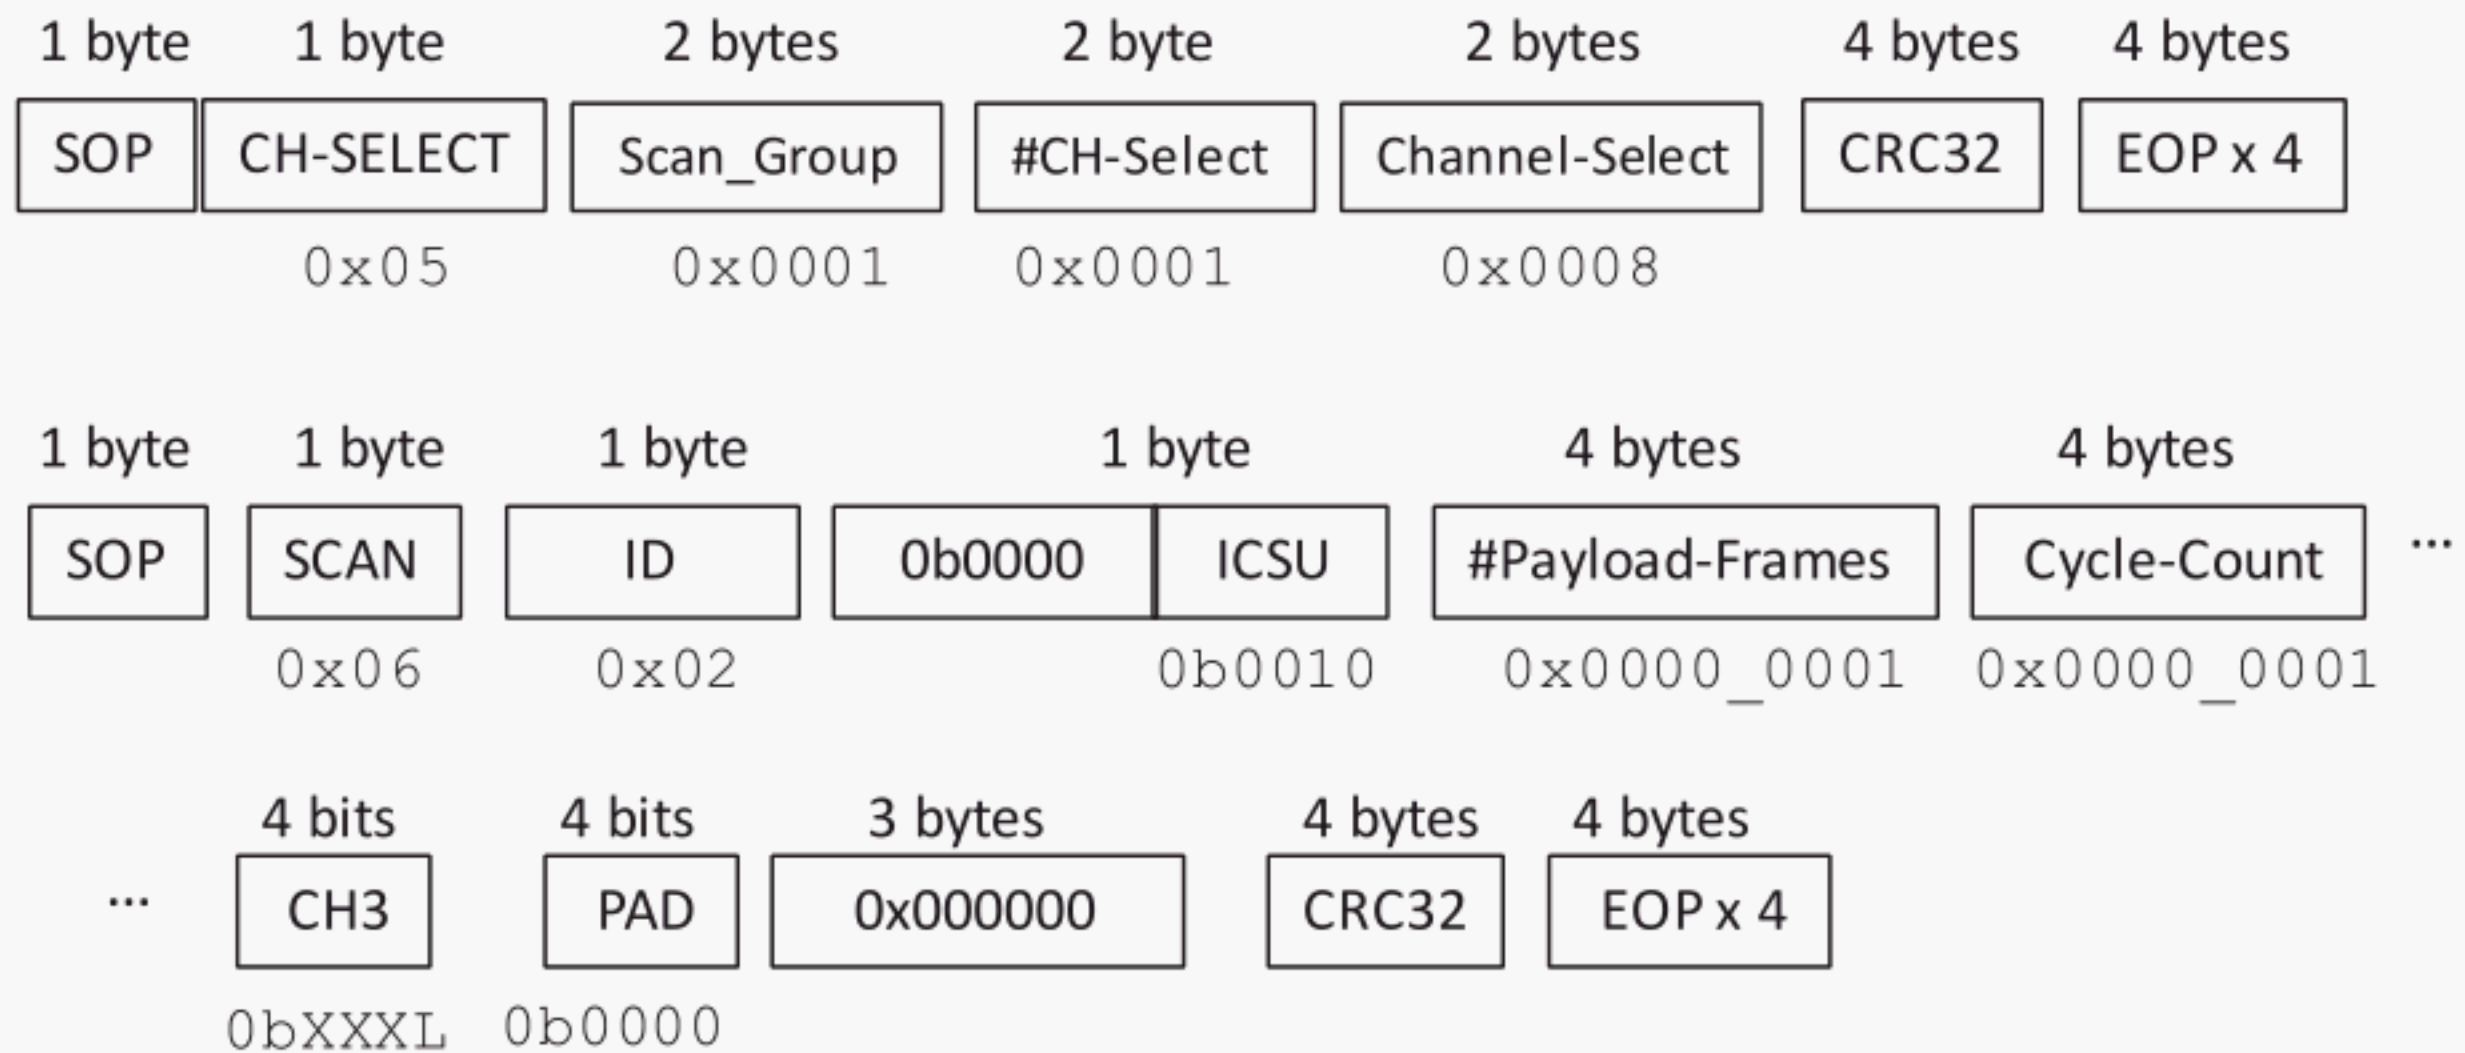 1 byte 1 byte 2 bytes 2 byte 2 bytes 4 bytes 4 bytes
SOP CH-SELECT Scan_Group #CH-Select Channel-Select CRC32 EOP x 4
0x05 0x0001 0x0001 0x0008
1 byte 1 byte 1 byte 1 byte 4 bytes 4 bytes
SOP SCAN ID 0b0000 ICSU #Payload-Frames Cycle-Count ...
0x06 0x02 0b0010 0x0000_0001 0x0000_0001
4 bits 4 bits 3 bytes 4 bytes 4 bytes
... CH3 PAD 0x000000 CRC32 EOP x 4
0bXXXL 0b0000